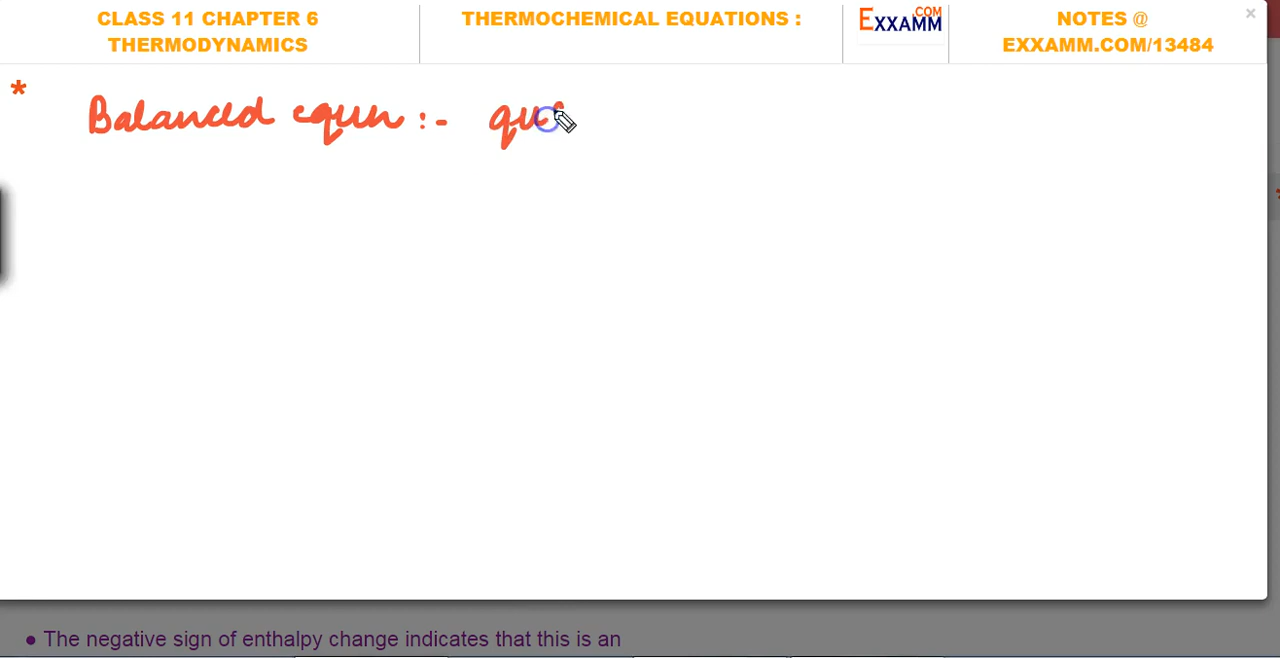 CLASS 11 CHAPTER 6
THERMODYNAMICS
THERMOCHEMICAL EQUATIONS :
EXXAMM
.COM
NOTES @
EXXAMM.COM/13484
×
*
Balanced equn :-
• The negative sign of enthalpy change indicates that this is an